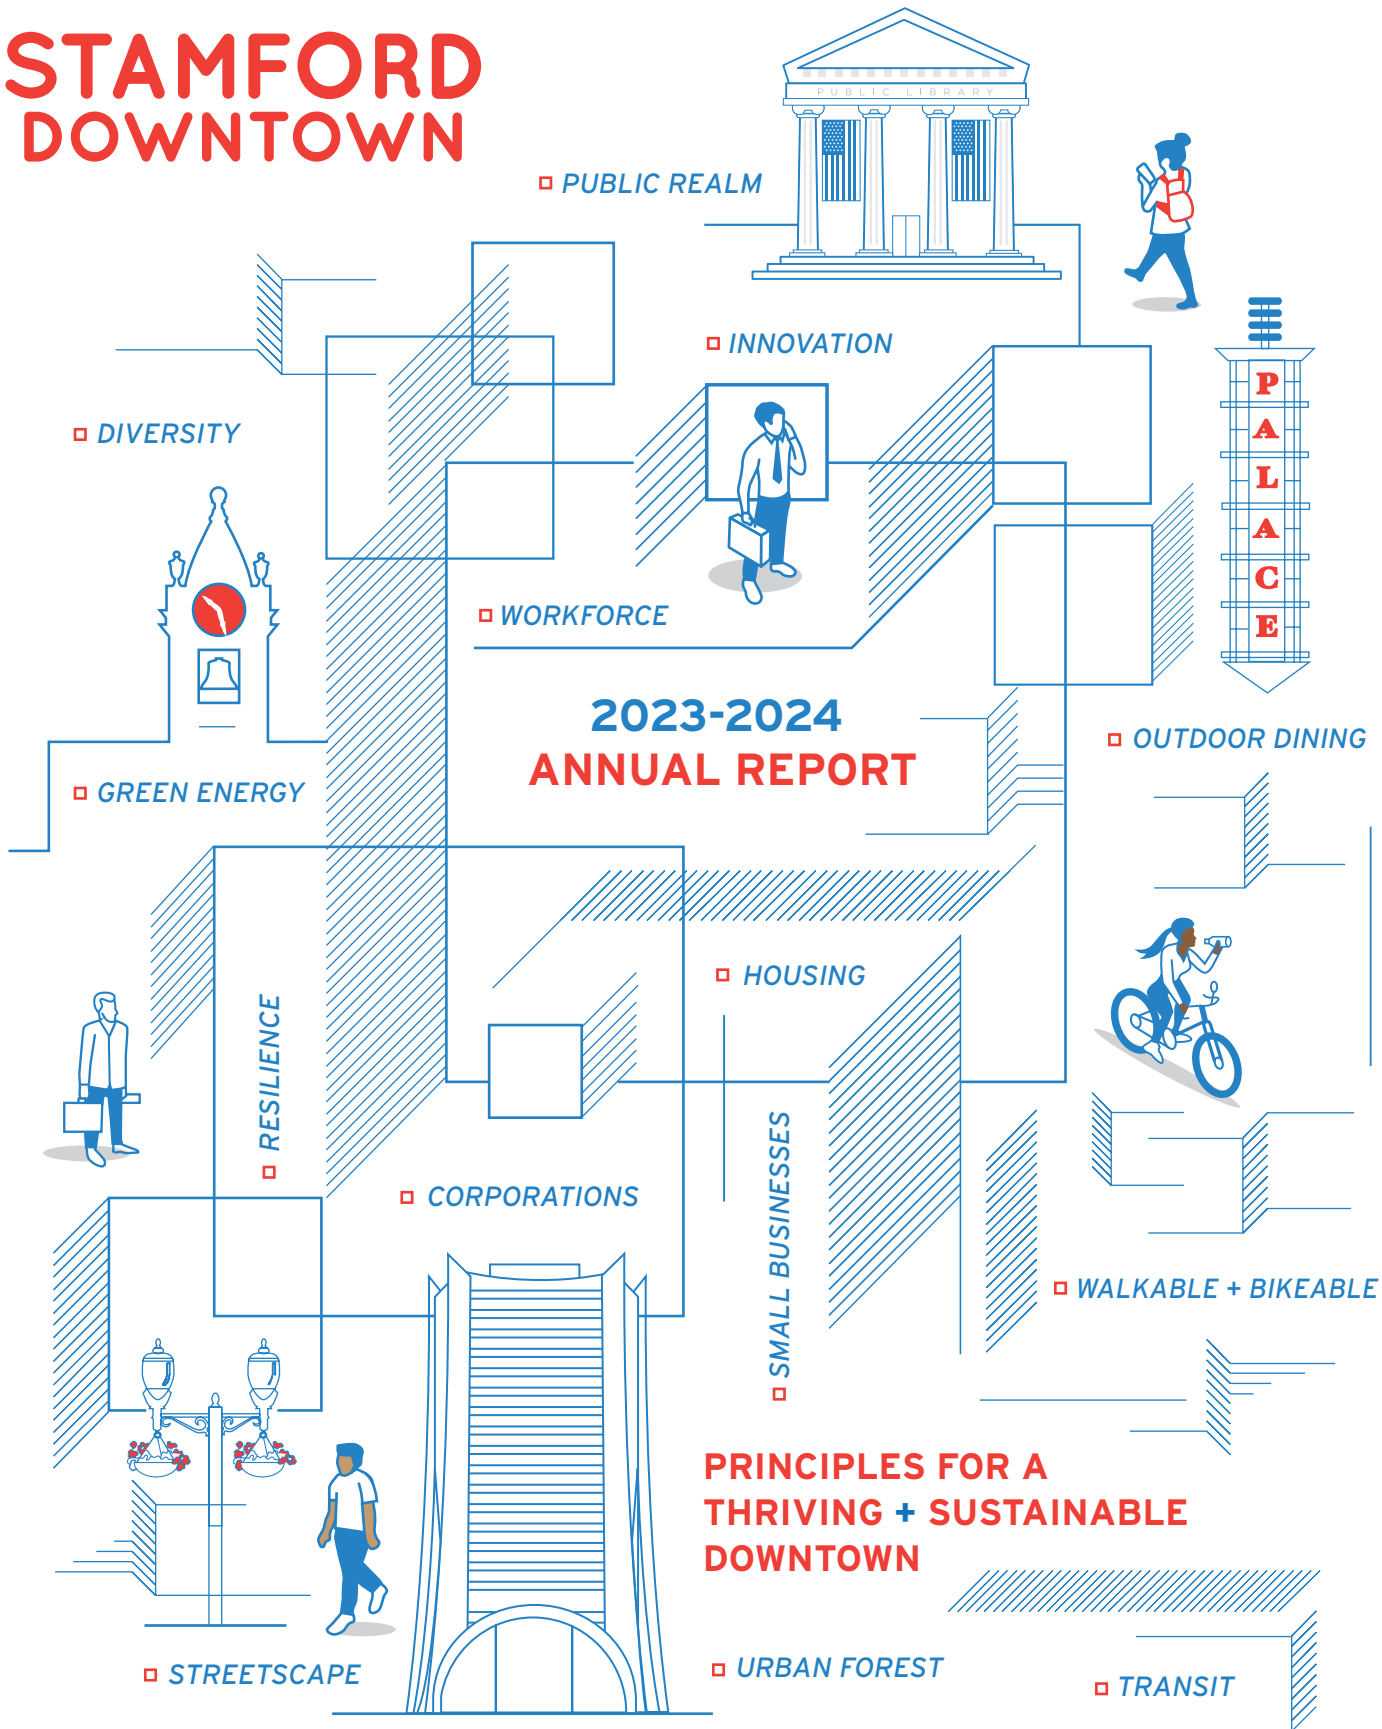 STAMFORD
DOWNTOWN
PUBLIC LIBRARY
PUBLIC REALM
INNOVATION
PALACE
DIVERSITY
WORKFORCE
2023-2024
ANNUAL REPORT
OUTDOOR DINING
GREEN ENERGY
HOUSING
RESILIENCE
CORPORATIONS
SMALL BUSINESSES
WALKABLE + BIKEABLE
PRINCIPLES FOR A
THRIVING + SUSTAINABLE
DOWNTOWN
STREETSCAPE
URBAN FOREST
TRANSIT